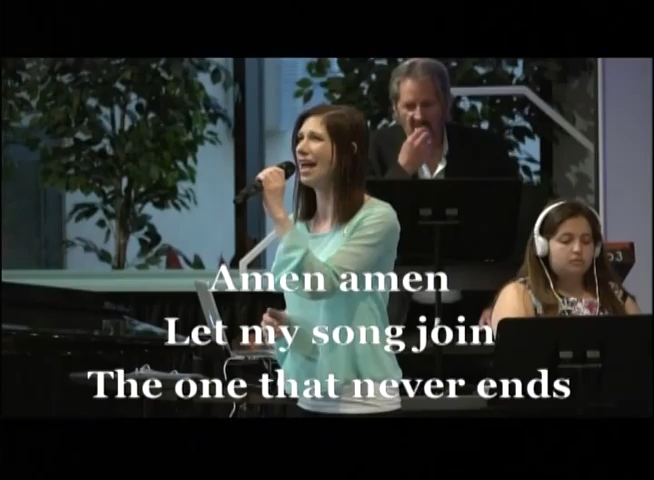 Amen amen
Let my song join
The one that never ends